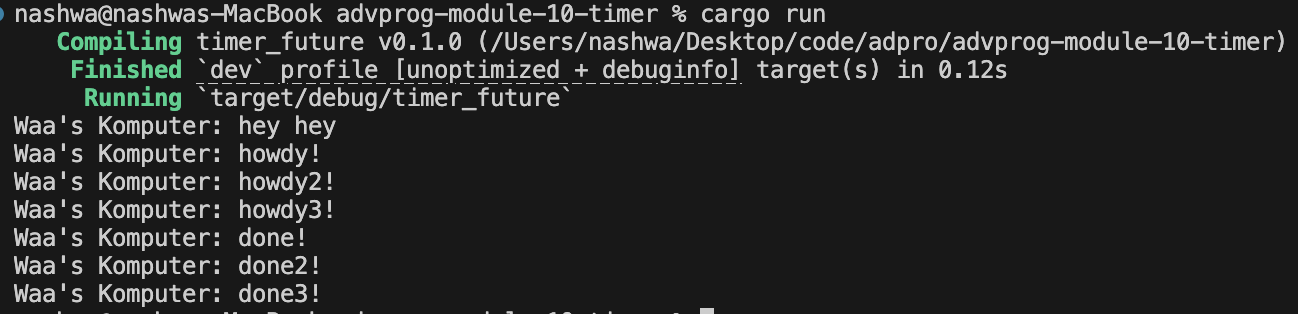 nashwa@nashwas-MacBook advprog-module-10-timer % cargo run
Compiling timer_future v0.1.0 (/Users/nashwa/Desktop/code/adpro/advprog-module-10-timer)
Finished `dev` profile [unoptimized + debuginfo] target(s) in 0.12s
Running `target/debug/timer_future`
Waa's Komputer: hey hey
Waa's Komputer: howdy!
Waa's Komputer: howdy2!
Waa's Komputer: howdy3!
Waa's Komputer: done!
Waa's Komputer: done2!
Waa's Komputer: done3!